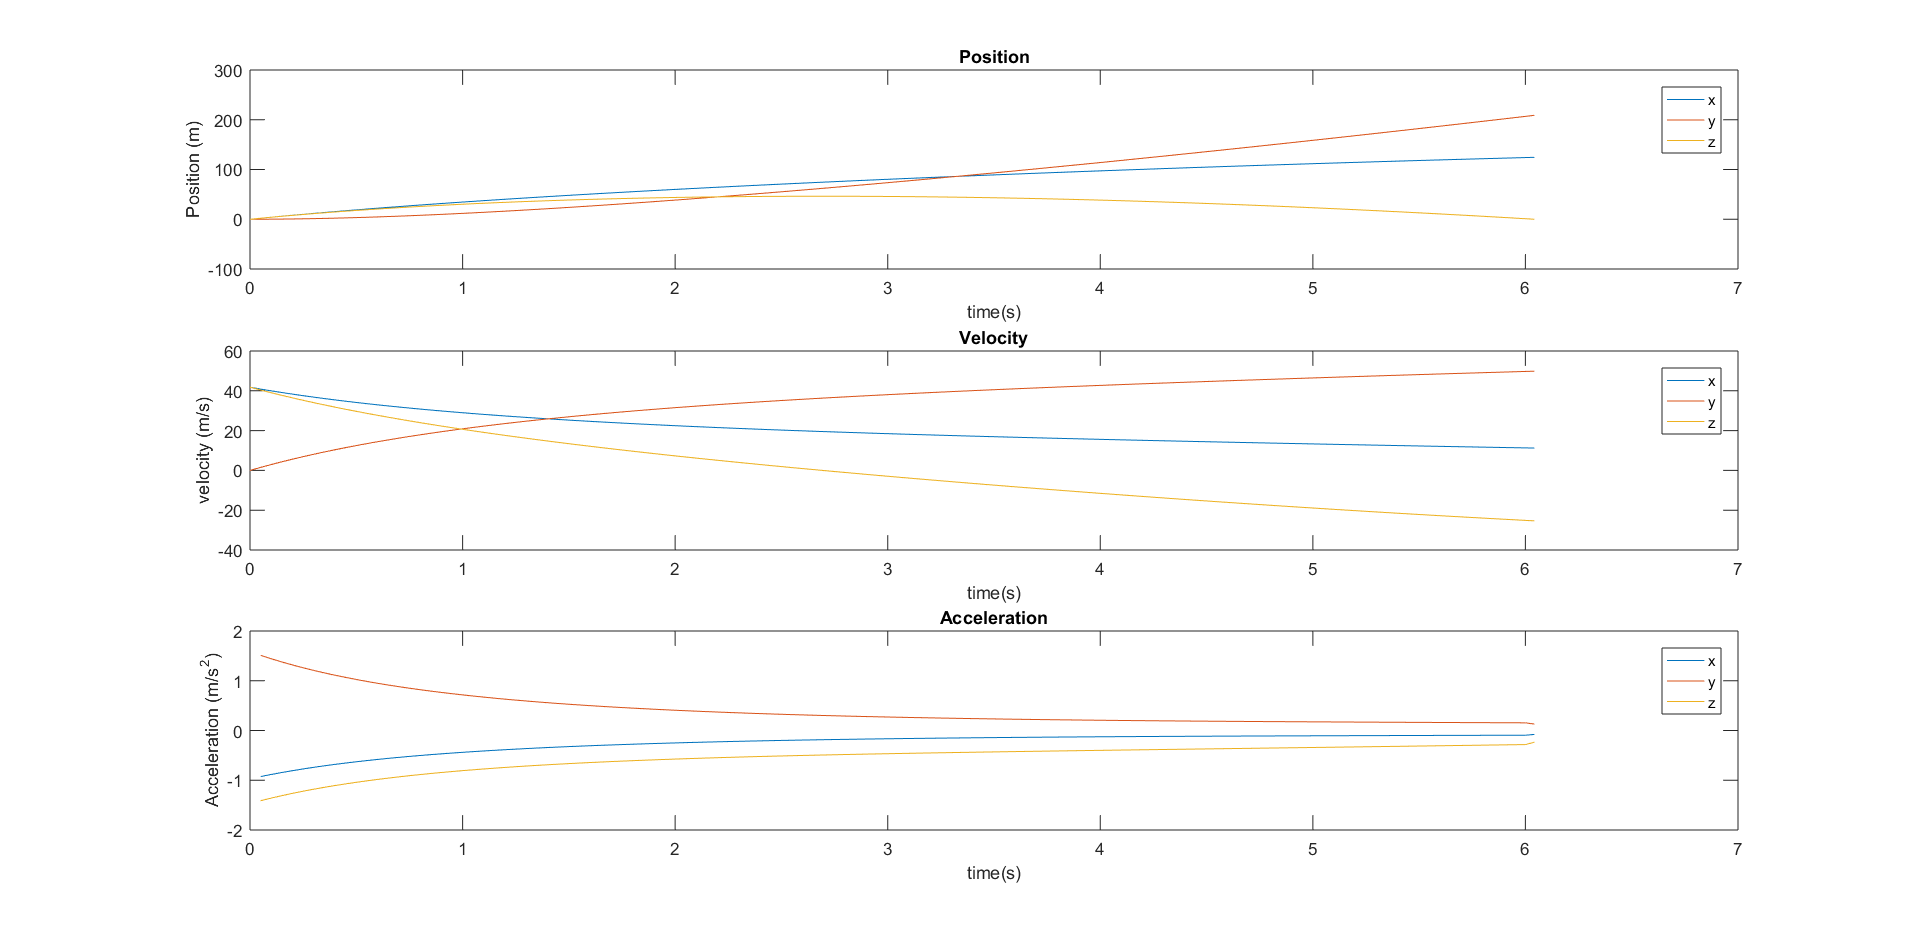 Position
300
200
100
0
-100
Position (m)
x
y
z
0 1 2 3 4 5 6 7
time(s)
Velocity
60
40
20
0
-20
-40
velocity (m/s)
x
y
z
0 1 2 3 4 5 6 7
time(s)
Acceleration
2
1
0
-1
-2
Acceleration (m/s²)
x
y
z
0 1 2 3 4 5 6 7
time(s)